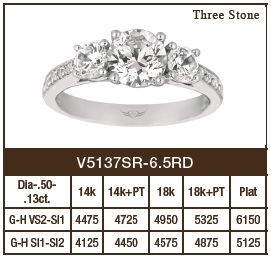 Three Stone
V5137SR-6.5RD
Dia-.50-
.13ct. 14k 14k+PT 18k 18k+PT Plat
G-H VS2-SI1 4475 4725 4950 5325 6150
G-H SI1-SI2 4125 4450 4575 4875 5125